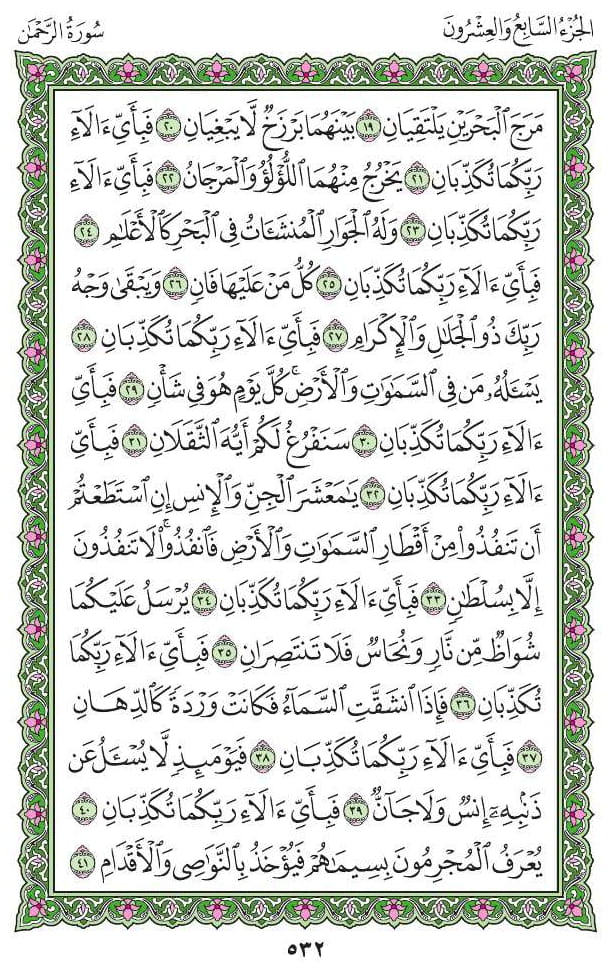 الجُزْءُ السَّابِعُ وَالعِشْرُونَ
سُورَةُ الرَّحْمَٰن
مَرَجَ ٱلْبَحْرَيْنِ يَلْتَقِيَانِ ١٩ بَيْنَهُمَا بَرْزَخٌ لَّا يَبْغِيَانِ ٢٠ فَبِأَيِّ ءَالَآءِ
رَبِّكُمَا تُكَذِّبَانِ ٢١ يَخْرُجُ مِنْهُمَا ٱللُّؤْلُؤُ وَٱلْمَرْجَانُ ٢٢ فَبِأَيِّ ءَالَآءِ
رَبِّكُمَا تُكَذِّبَانِ ٢٣ وَلَهُ ٱلْجَوَارِ ٱلْمُنشَـَٔاتُ فِى ٱلْبَحْرِ كَٱلْأَعْلَٰمِ ٢٤
فَبِأَيِّ ءَالَآءِ رَبِّكُمَا تُكَذِّبَانِ ٢٥ كُلُّ مَنْ عَلَيْهَا فَانٍ ٢٦ وَيَبْقَىٰ وَجْهُ
رَبِّكَ ذُو ٱلْجَلَٰلِ وَٱلْإِكْرَامِ ٢٧ فَبِأَيِّ ءَالَآءِ رَبِّكُمَا تُكَذِّبَانِ ٢٨
يَسْـَٔلُهُۥ مَن فِى ٱلسَّمَٰوَٰتِ وَٱلْأَرْضِ ۚ كُلَّ يَوْمٍ هُوَ فِى شَأْنٍ ٢٩ فَبِأَيِّ
ءَالَآءِ رَبِّكُمَا تُكَذِّبَانِ ٣٠ سَنَفْرُغُ لَكُمْ أَيُّهَ ٱلثَّقَلَانِ ٣١ فَبِأَيِّ
ءَالَآءِ رَبِّكُمَا تُكَذِّبَانِ ٣٢ يَٰمَعْشَرَ ٱلْجِنِّ وَٱلْإِنسِ إِنِ ٱسْتَطَعْتُمْ
أَن تَنفُذُوا۟ مِنْ أَقْطَارِ ٱلسَّمَٰوَٰتِ وَٱلْأَرْضِ فَٱنفُذُوا۟ ۚ لَا تَنفُذُونَ
إِلَّا بِسُلْطَٰنٍ ٣٣ فَبِأَيِّ ءَالَآءِ رَبِّكُمَا تُكَذِّبَانِ ٣٤ يُرْسَلُ عَلَيْكُمَا
شُوَاظٌ مِّن نَّارٍ وَنُحَاسٌ فَلَا تَنتَصِرَانِ ٣٥ فَبِأَيِّ ءَالَآءِ رَبِّكُمَا
تُكَذِّبَانِ ٣٦ فَإِذَا ٱنشَقَّتِ ٱلسَّمَآءُ فَكَانَتْ وَرْدَةً كَٱلدِّهَانِ
٣٧ فَبِأَيِّ ءَالَآءِ رَبِّكُمَا تُكَذِّبَانِ ٣٨ فَيَوْمَئِذٍ لَّا يُسْـَٔلُ عَن
ذَنۢبِهِۦٓ إِنسٌ وَلَا جَآنٌّ ٣٩ فَبِأَيِّ ءَالَآءِ رَبِّكُمَا تُكَذِّبَانِ ٤٠
يُعْرَفُ ٱلْمُجْرِمُونَ بِسِيمَٰهُمْ فَيُؤْخَذُ بِٱلنَّوَٰصِى وَٱلْأَقْدَامِ ٤١
٥٣٢